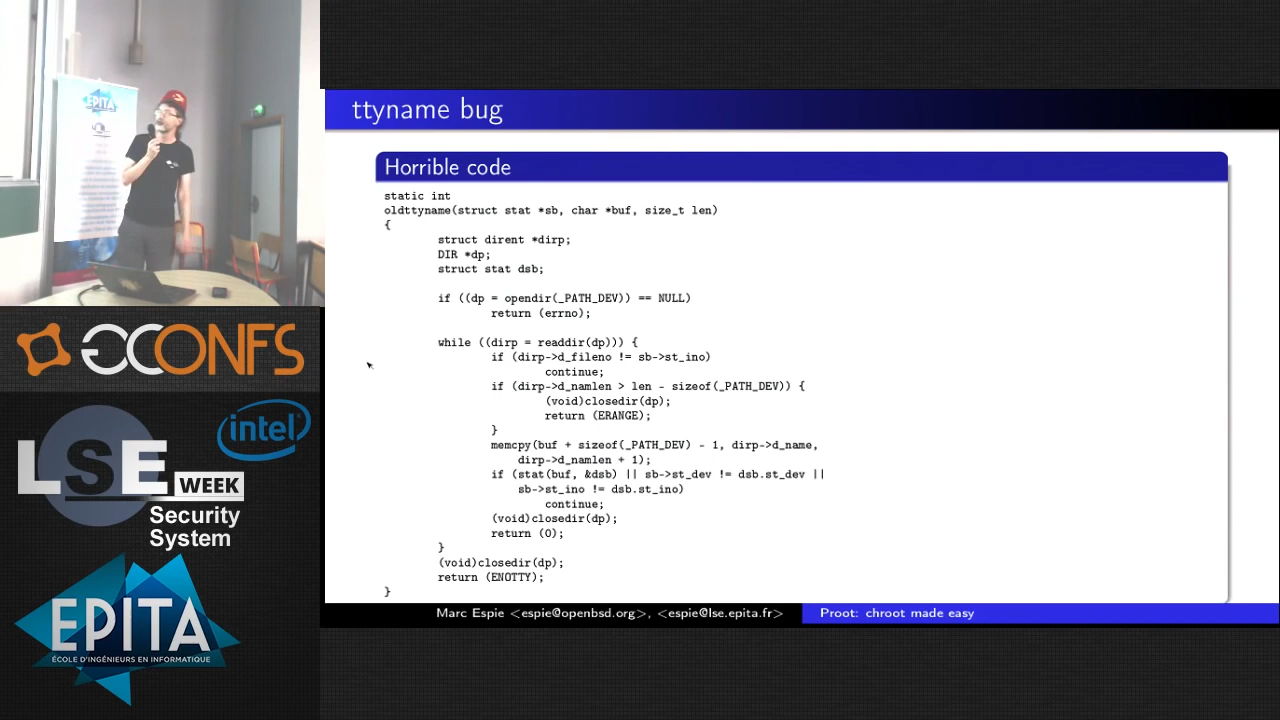 EPITA
CONFS
LSE
WEEK
intel
Security
System
EPITA
ÉCOLE D'INGÉNIEURS EN INFORMATIQUE
ttyname bug
Horrible code
static int
oldttyname(struct stat *sb, char *buf, size_t len)
{
struct dirent *dirp;
DIR *dp;
struct stat dsb;
if ((dp = opendir(_PATH_DEV)) == NULL)
return (errno);
while ((dirp = readdir(dp))) {
if (dirp->d_fileno != sb->st_ino)
continue;
if (dirp->d_namlen > len - sizeof(_PATH_DEV)) {
(void)closedir(dp);
return (ERANGE);
}
memcpy(buf + sizeof(_PATH_DEV) - 1, dirp->d_name,
dirp->d_namlen + 1);
if (stat(buf, &dsb) || sb->st_dev != dsb.st_dev ||
sb->st_ino != dsb.st_ino)
continue;
(void)closedir(dp);
return (0);
}
(void)closedir(dp);
return (ENOTTY);
}
Marc Espie <espie@openbsd.org>, <espie@lse.epita.fr>
Proot: chroot made easy